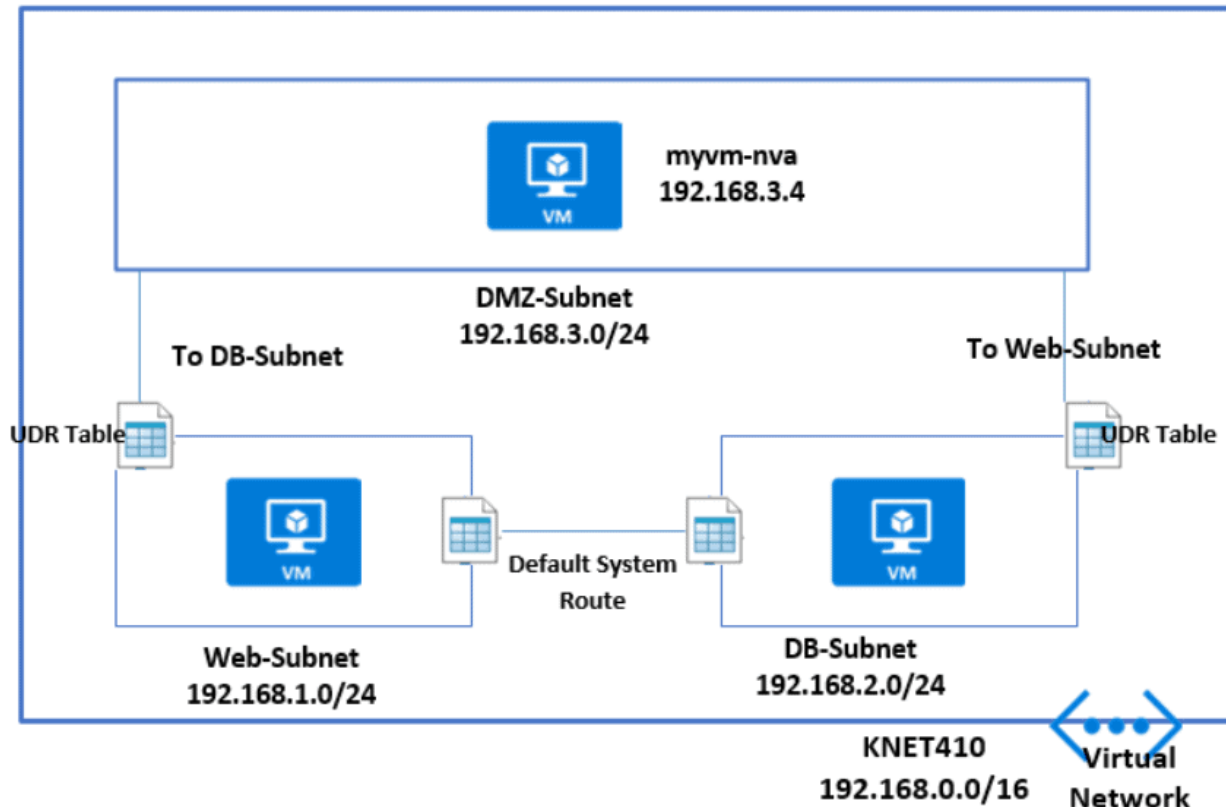 VM
myvm-nva
192.168.3.4
DMZ-Subnet
192.168.3.0/24
To DB-Subnet
To Web-Subnet
UDR Table
UDR Table
VM
Default System
Route
VM
Web-Subnet
192.168.1.0/24
DB-Subnet
192.168.2.0/24
KNET410
192.168.0.0/16
Virtual
Network